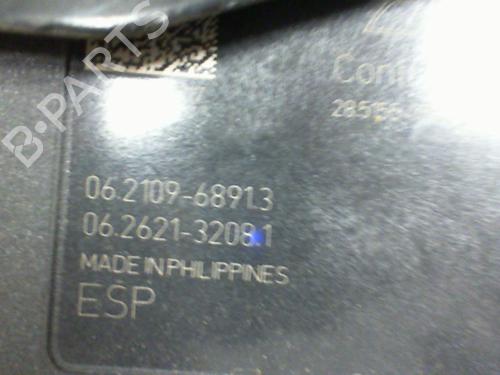 B-PARTS
06.2109-6891.3
06.2621-3208.1
MADE IN PHILIPPINES
ESP